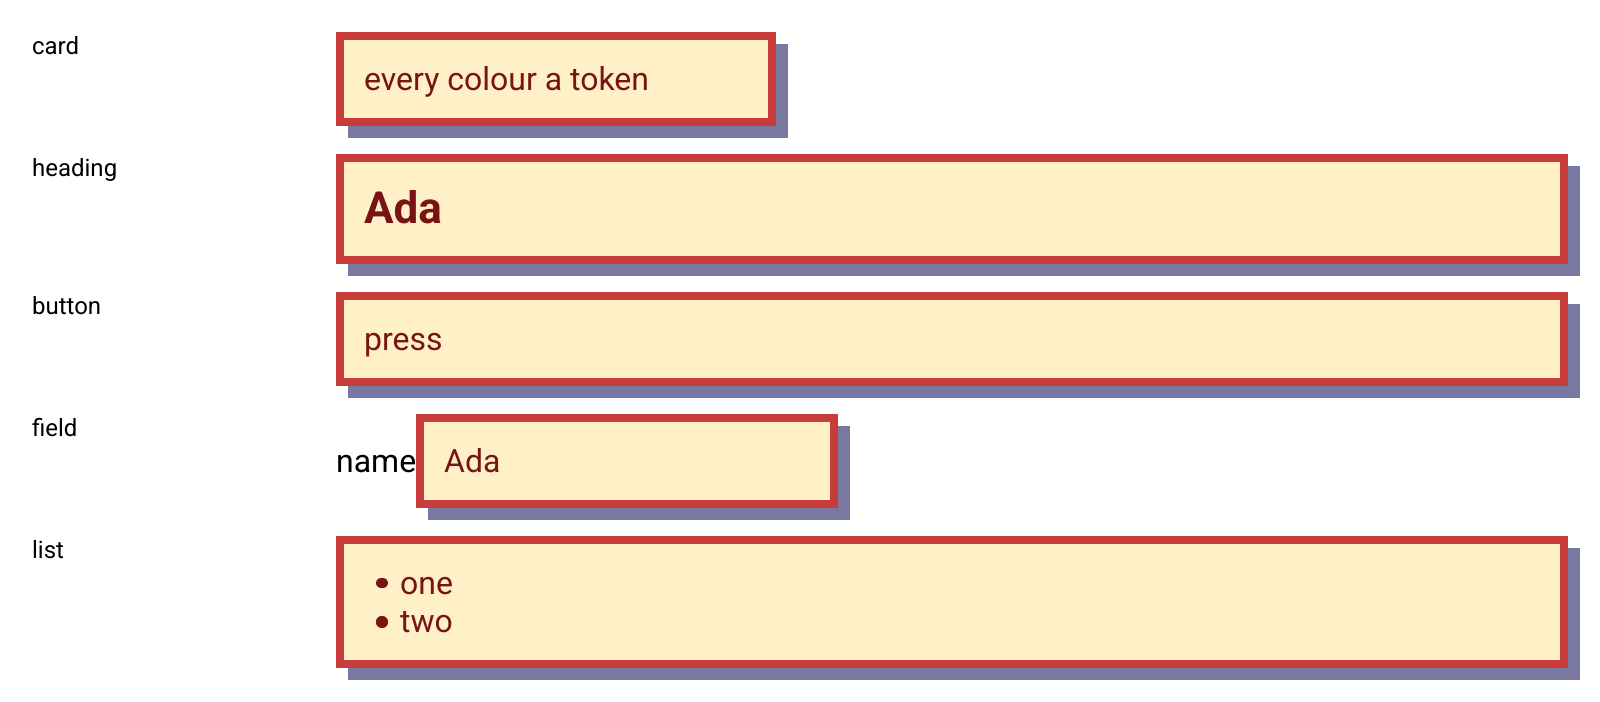 card
every colour a token
heading
Ada
button
press
field
name Ada
list
• one
• two